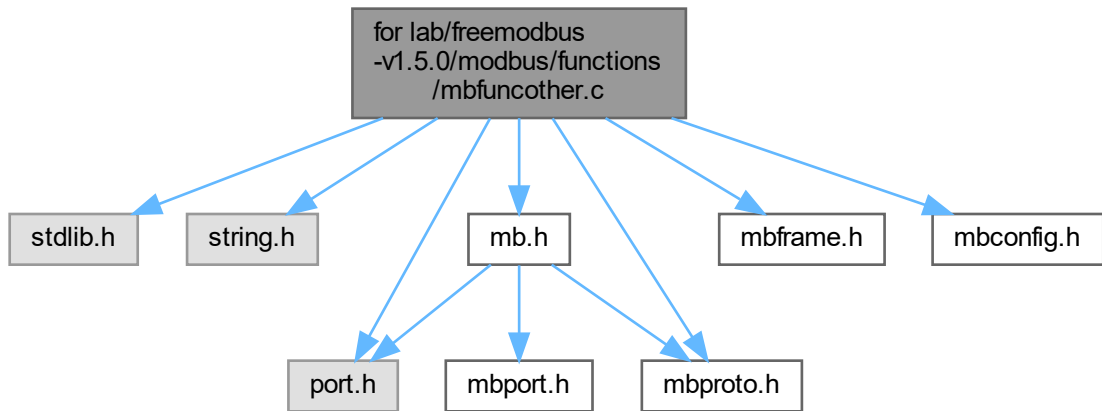 for lab/freemodbus
-v1.5.0/modbus/functions
/mbfuncother.c
stdlib.h
string.h
mb.h
mbframe.h
mbconfig.h
port.h
mbport.h
mbproto.h